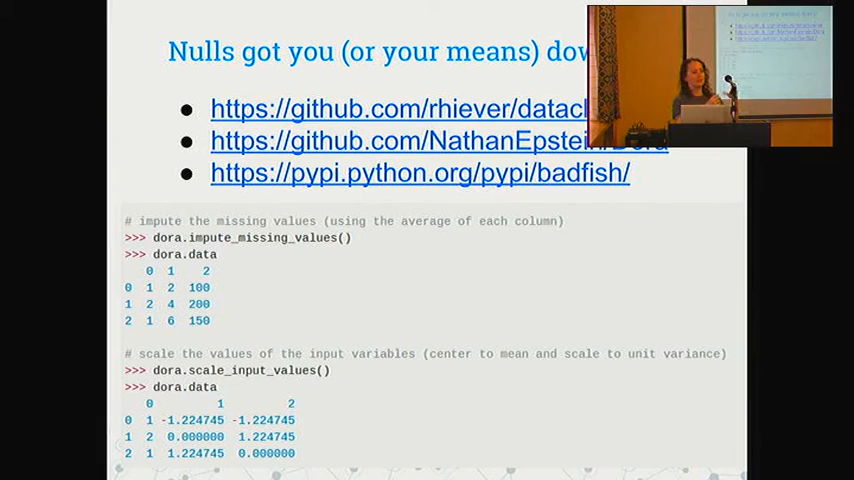 Nulls got you (or your means) dow
https://github.com/rhiever/datacl
https://github.com/NathanEpstein/Dora
https://pypi.python.org/pypi/badfish/
# impute the missing values (using the average of each column)
>>> dora.impute_missing_values()
>>> dora.data
0 1 2
0 1 2 100
1 2 4 200
2 1 6 150
# scale the values of the input variables (center to mean and scale to unit variance)
>>> dora.scale_input_values()
>>> dora.data
0 1 2
0 1 -1.224745 -1.224745
1 2 0.000000 1.224745
2 1 1.224745 0.000000